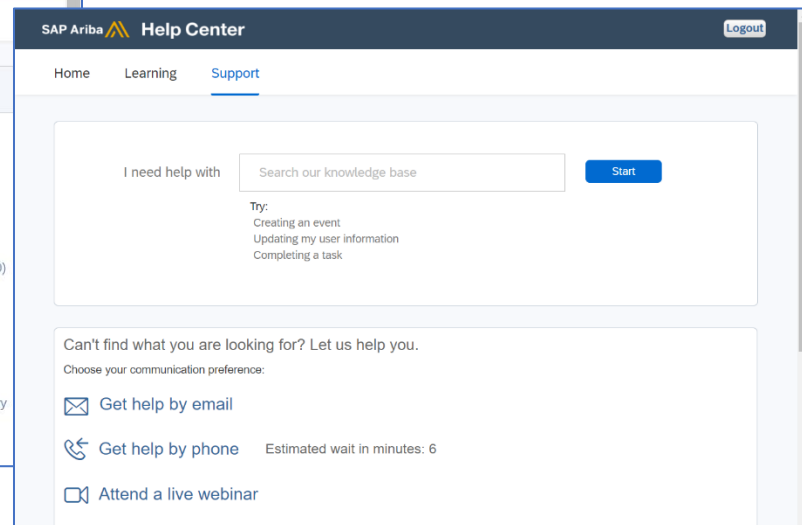 SAP Ariba Help Center
Logout
Home Learning Support
I need help with Search our knowledge base Start
Try:
Creating an event
Updating my user information
Completing a task
)
Can't find what you are looking for? Let us help you.
Choose your communication preference:
y
Get help by email
Get help by phone Estimated wait in minutes: 6
Attend a live webinar